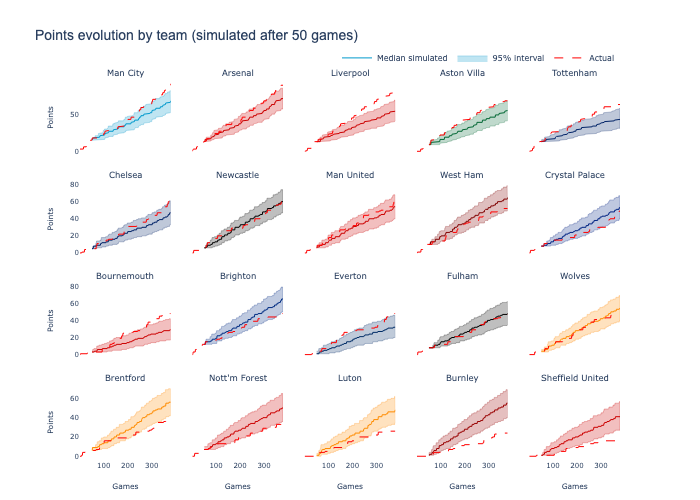 Points evolution by team (simulated after 50 games)
Median simulated 95% interval Actual
Man City Arsenal Liverpool Aston Villa Tottenham
Points
50
0
Chelsea Newcastle Man United West Ham Crystal Palace
Points
80
60
40
20
0
Bournemouth Brighton Everton Fulham Wolves
Points
80
60
40
20
0
Brentford Nott'm Forest Luton Burnley Sheffield United
Points
60
40
20
0
100 200 300 100 200 300 100 200 300 100 200 300 100 200 300
Games Games Games Games Games